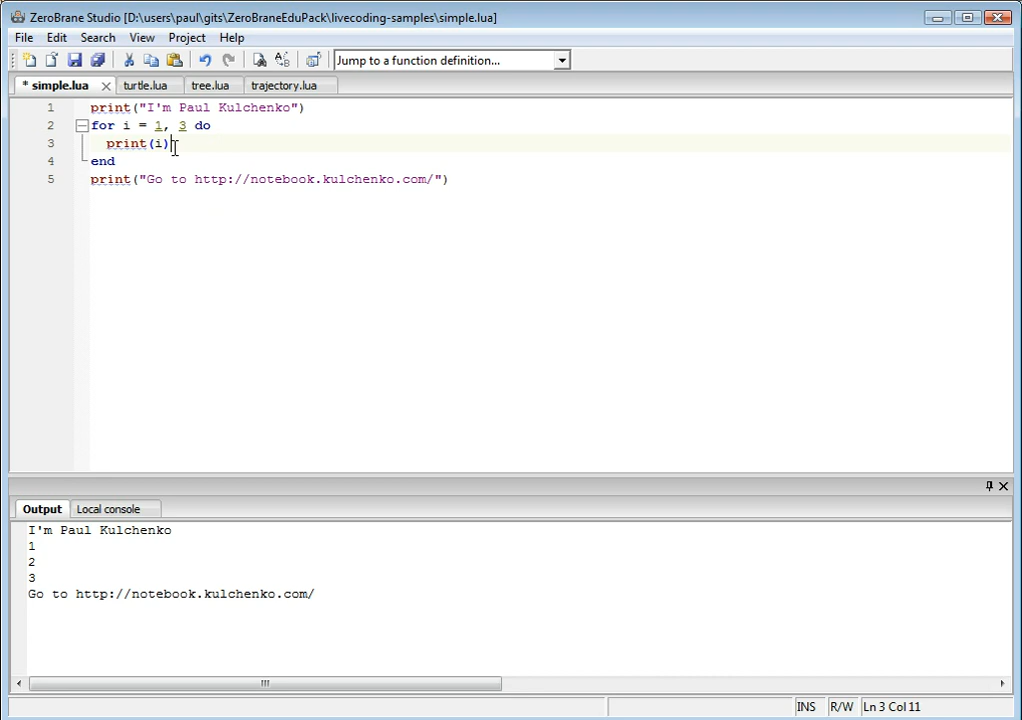 ZeroBrane Studio [D:\users\paul\gits\ZeroBraneEduPack\livecoding-samples\simple.lua]
File Edit Search View Project Help
Jump to a function definition...
* simple.lua turtle.lua tree.lua trajectory.lua
1 print("I'm Paul Kulchenko")
2 for i = 1, 3 do
3 print(i)
4 end
5 print("Go to http://notebook.kulchenko.com/")
Output Local console
I'm Paul Kulchenko
1
2
3
Go to http://notebook.kulchenko.com/
INS R/W Ln 3 Col 11